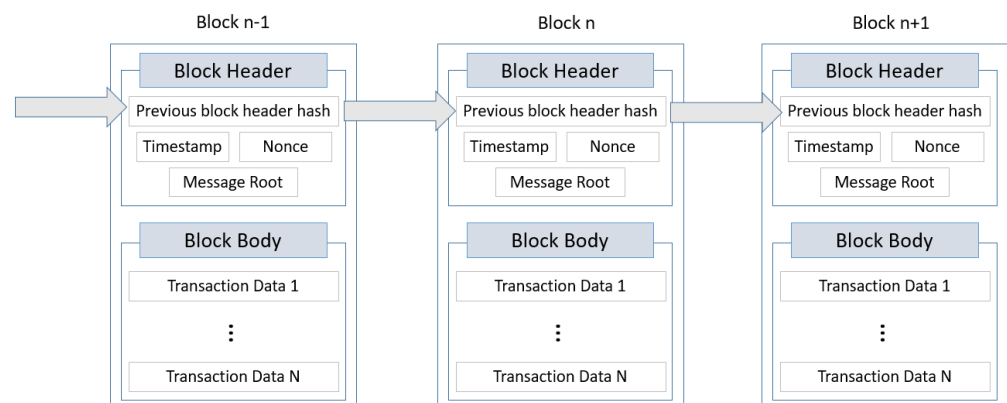 Block n-1
Block n
Block n+1
Block Header
Block Header
Block Header
Previous block header hash
Previous block header hash
Previous block header hash
Timestamp
Nonce
Timestamp
Nonce
Timestamp
Nonce
Message Root
Message Root
Message Root
Block Body
Block Body
Block Body
Transaction Data 1
Transaction Data 1
Transaction Data 1
Transaction Data N
Transaction Data N
Transaction Data N